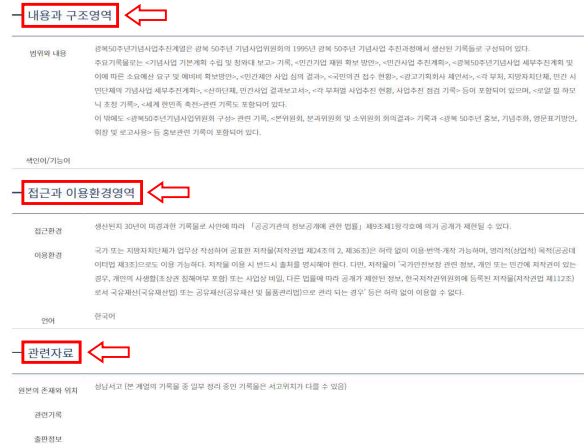 내용과 구조영역
범위와 내용
광복50주년기념사업추진계열은 광복 50주년 기념사업위원회의 1995년 광복 50주년 기념사업 추진과정에서 생산된 기록들로 구성되어 있다.
주요기록물로는 <기념사업 기본계획 수립 및 청와대 보고> 기록, <민간기업 재원 확보 방안>, <민간인사업 추진계획>, <광복50주년기념사업 세부추진계획 및
이에 따른 소요예산 요구 및 예비비 확보방안>, <민간제안 사업 심의 결과>, <국민여권 접수 현황>, <광고기획회사 제안서>, <각 부처, 지방자치단체, 민간 시
민단체의 기념사업 세부추진계획>, <산하단체, 민간사업 결과보고서>, <각 부처별 사업추진 현황, 사업추진 점검 기록> 등이 포함되어 있으며, <로얄 필 하모
닉 초청 기록>, <세계 한민족 축전>관련 기록도 포함되어 있다.
이 밖에도 <광복50주년기념사업위원회 구성> 관련 기록, <본위원회, 분과위원회 및 소위원회 회의결과> 기록과 <광복 50주년 홍보, 기념주화, 영문표기방안,
휘장 및 로고사용> 등 홍보관련 기록이 포함되어 있다.
색인어/기능어
접근과 이용환경영역
접근환경
생산된지 30년이 미경과한 기록물로 사안에 따라 「공공기관의 정보공개에 관한 법률」제9조제1항각호에 의거 공개가 제한될 수 있다.
이용환경
국가 또는 지방자치단체가 업무상 작성하여 공표한 저작물(저작권법 제24조의 2, 제36조)은 허락 없이 이용·번역·개작 가능하며, 영리적(상업적) 목적(공공데
이터법 제3조)으로도 이용 가능하다. 저작물 이용 시 반드시 출처를 명시해야 한다. 다만, 저작물이 '국가안전보장 관련 정보, 개인 또는 민간에 저작권이 있는
경우, 개인의 사생활(초상권 침해여부 포함) 또는 사업상 비밀, 다른 법률에 따라 공개가 제한된 정보, 한국저작권위원회에 등록된 저작물(저작권법 제112조)
로서 국유재산(국유재산법) 또는 공유재산(공유재산 및 물품관리법)으로 관리 되는 경우' 등은 허락 없이 이용할 수 없다.
언어
한국어
관련자료
원본의 존재와 위치
성남서고 (본 계열의 기록물 중 일부 정리 중인 기록물은 서고위치가 다를 수 있음)
관련기록
출판정보